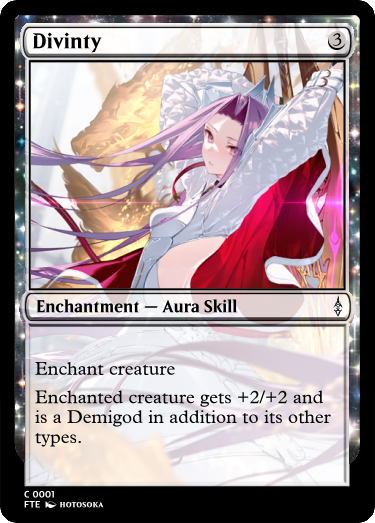 Divinty 3
Enchantment — Aura Skill
Enchant creature
Enchanted creature gets +2/+2 and
is a Demigod in addition to its other
types.
C 0001
FTE HOTOSOKA